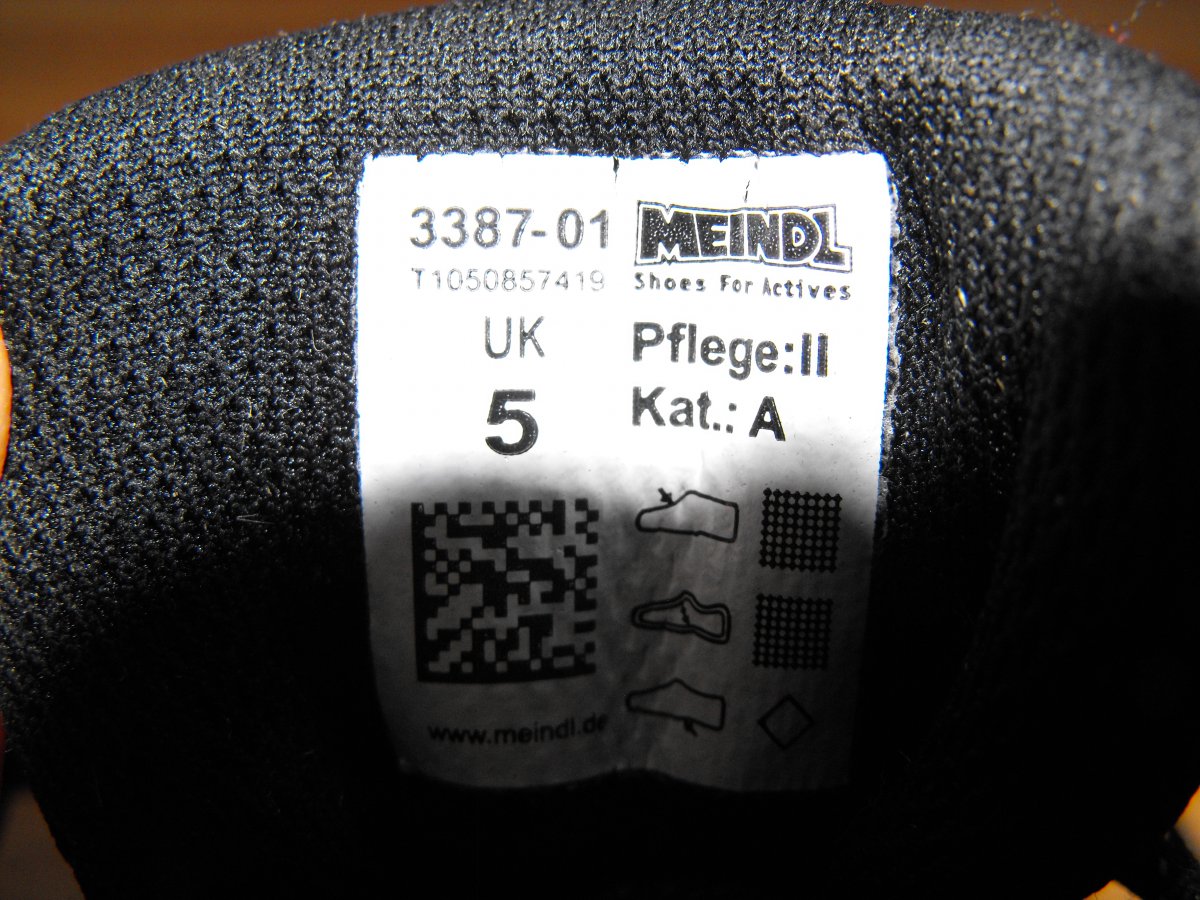 3387-01
T1050857419
UK
5
MEINDL
Shoes For Actives
Pflege:II
Kat.: A
www.meindl.de